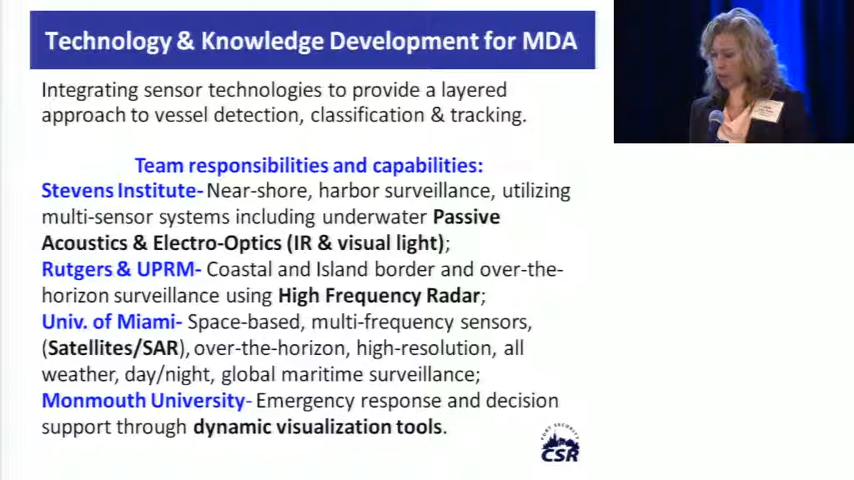 Technology & Knowledge Development for MDA
Integrating sensor technologies to provide a layered
approach to vessel detection, classification & tracking.
Team responsibilities and capabilities:
Stevens Institute- Near-shore, harbor surveillance, utilizing
multi-sensor systems including underwater Passive
Acoustics & Electro-Optics (IR & visual light);
Rutgers & UPRM- Coastal and Island border and over-the-
horizon surveillance using High Frequency Radar;
Univ. of Miami- Space-based, multi-frequency sensors,
(Satellites/SAR), over-the-horizon, high-resolution, all
weather, day/night, global maritime surveillance;
Monmouth University- Emergency response and decision
support through dynamic visualization tools.
PORT SECURITY
CSR